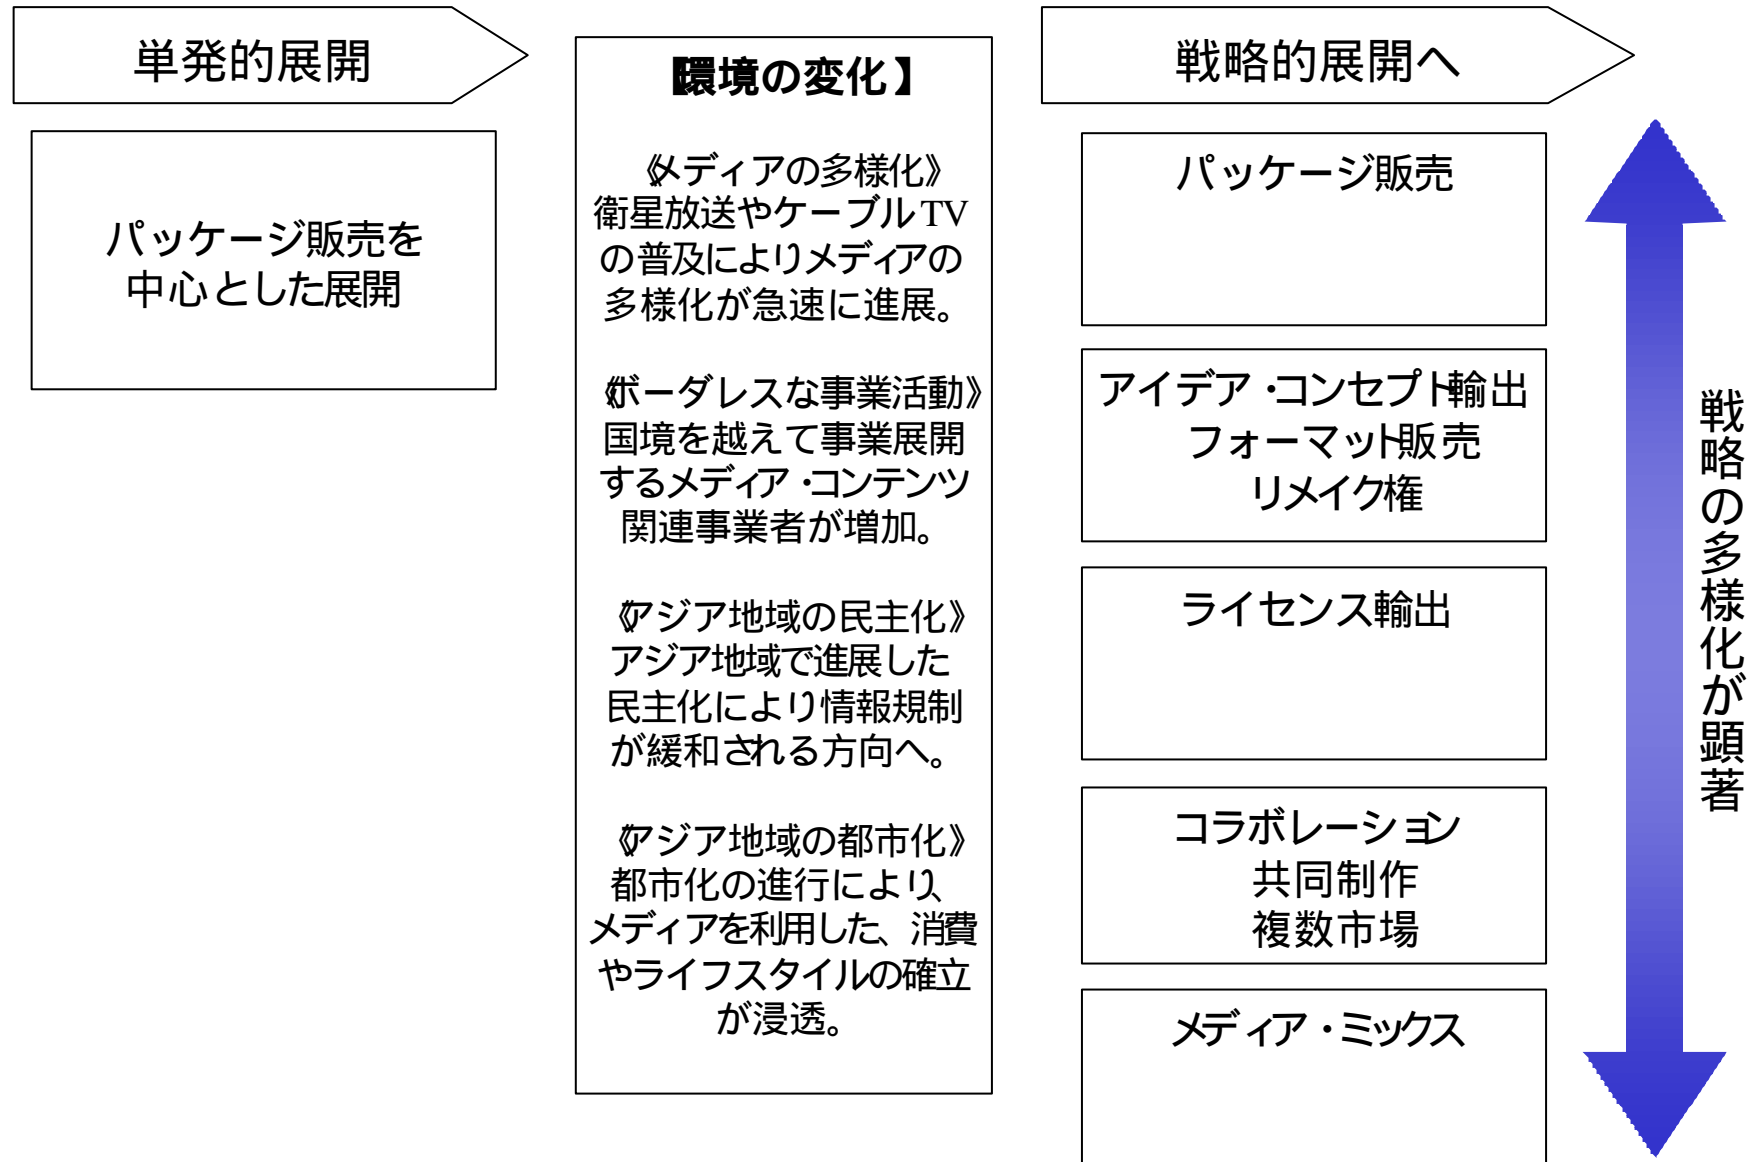 単発的展開
パッケージ販売を
中心とした展開
【環境の変化】
《メディアの多様化》
衛星放送やケーブルTV
の普及によりメディアの
多様化が急速に進展。
《ボーダレスな事業活動》
国境を越えて事業展開
するメディア・コンテンツ
関連事業者が増加。
《アジア地域の民主化》
アジア地域で進展した
民主化により情報規制
が緩和される方向へ。
《アジア地域の都市化》
都市化の進行により、
メディアを利用した、消費
やライフスタイルの確立
が浸透。
戦略的展開へ
パッケージ販売
アイデア・コンセプト輸出
フォーマット販売
リメイク権
ライセンス輸出
コラボレーション
共同制作
複数市場
メディア・ミックス
戦略の多様化が顕著